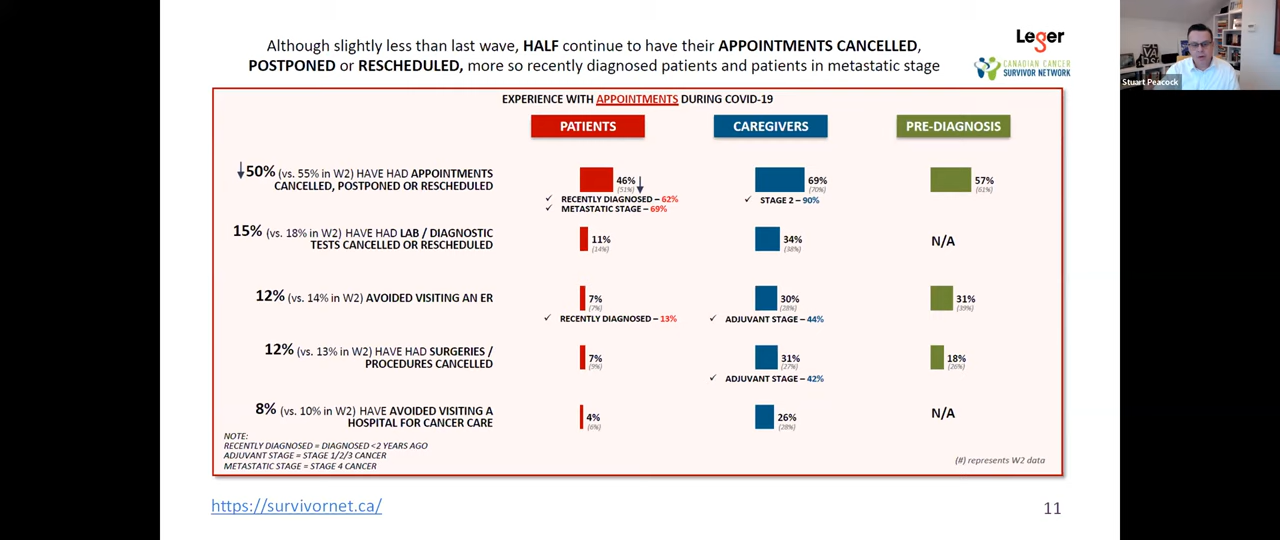 Although slightly less than last wave, HALF continue to have their APPOINTMENTS CANCELLED,
POSTPONED or RESCHEDULED, more so recently diagnosed patients and patients in metastatic stage
Leger
CANADIAN CANCER
SURVIVOR NETWORK
Stuart Peacock
EXPERIENCE WITH APPOINTMENTS DURING COVID-19
PATIENTS
CAREGIVERS
PRE-DIAGNOSIS
50% (vs. 55% in W2) HAVE HAD APPOINTMENTS
CANCELLED, POSTPONED OR RESCHEDULED
46%
(51%)
✓ RECENTLY DIAGNOSED – 62%
✓ METASTATIC STAGE – 69%
69%
(70%)
✓ STAGE 2 – 90%
57%
(61%)
15% (vs. 18% in W2) HAVE HAD LAB / DIAGNOSTIC
TESTS CANCELLED OR RESCHEDULED
11%
(14%)
34%
(38%)
N/A
12% (vs. 14% in W2) AVOIDED VISITING AN ER
7%
(7%)
✓ RECENTLY DIAGNOSED – 13%
30%
(28%)
✓ ADJUVANT STAGE – 44%
31%
(39%)
12% (vs. 13% in W2) HAVE HAD SURGERIES /
PROCEDURES CANCELLED
7%
(9%)
31%
(27%)
✓ ADJUVANT STAGE – 42%
18%
(26%)
8% (vs. 10% in W2) HAVE AVOIDED VISITING A
HOSPITAL FOR CANCER CARE
4%
(6%)
26%
(28%)
N/A
NOTE:
RECENTLY DIAGNOSED = DIAGNOSED <2 YEARS AGO
ADJUVANT STAGE = STAGE 1/2/3 CANCER
METASTATIC STAGE = STAGE 4 CANCER
(#) represents W2 data
https://survivornet.ca/
11